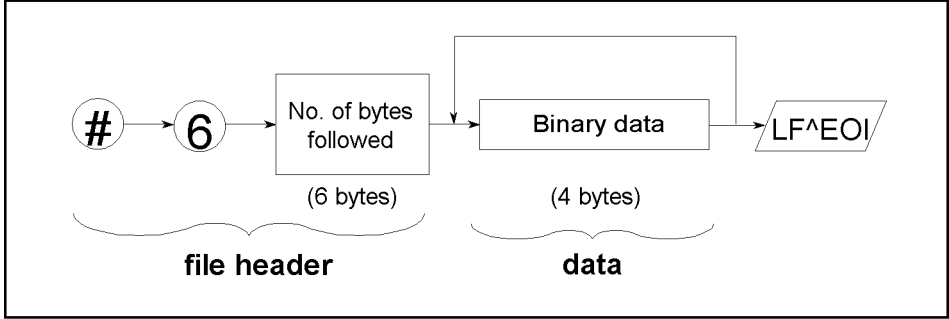 #
6
No. of bytes
followed
Binary data
LF^EOI
(6 bytes)
(4 bytes)
file header
data